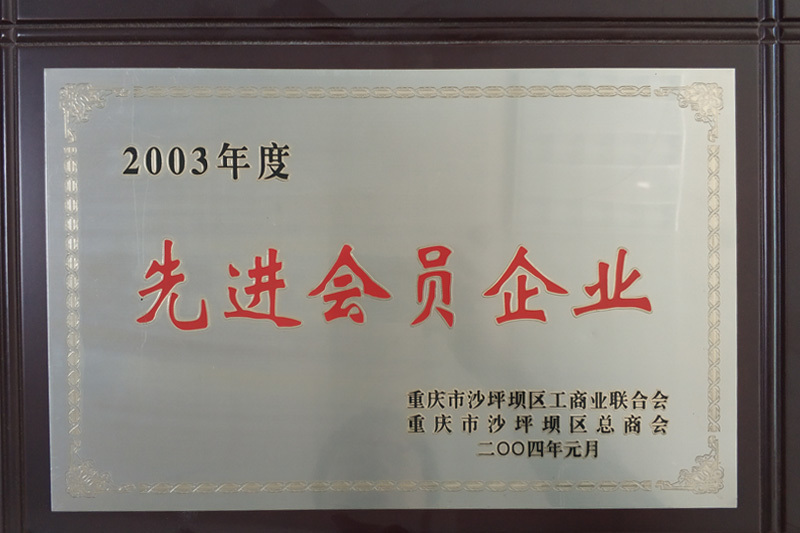 2003年度
先进会员企业
重庆市沙坪坝区工商业联合会
重庆市沙坪坝区总商会
二〇〇四年元月